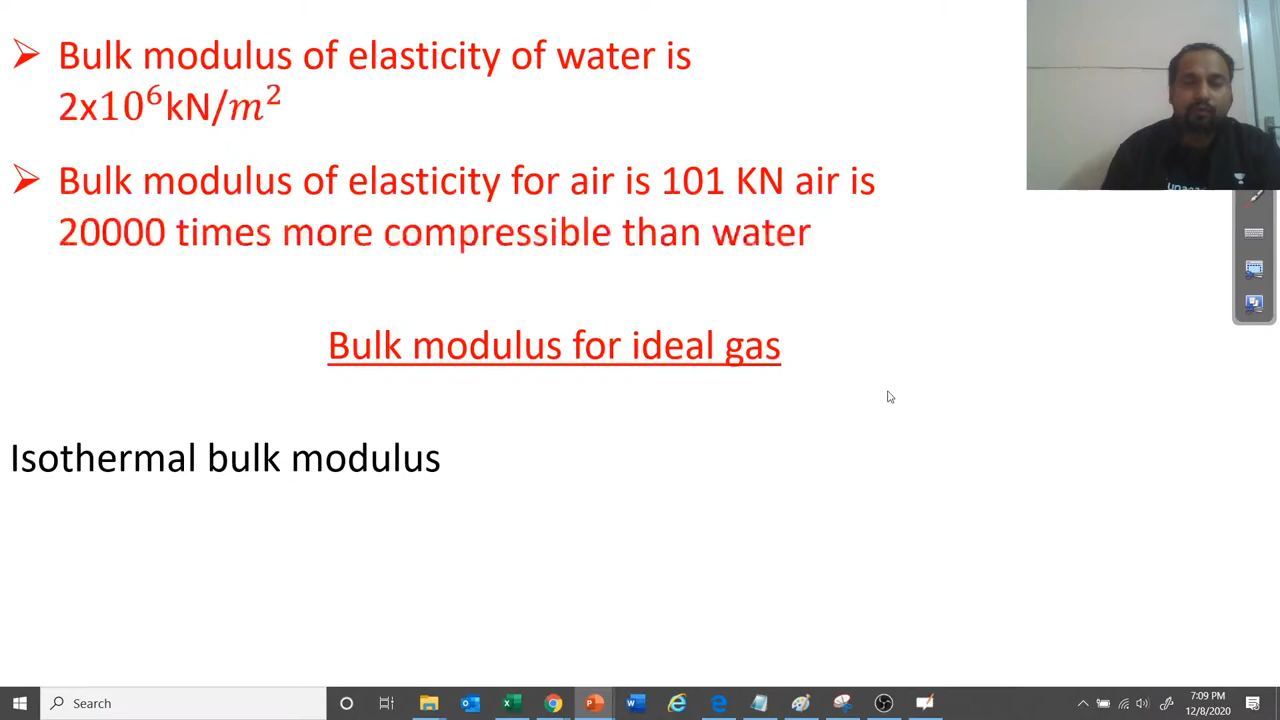 Bulk modulus of elasticity of water is
2x10⁶kN/m²
Bulk modulus of elasticity for air is 101 KN air is
20000 times more compressible than water
Bulk modulus for ideal gas
Isothermal bulk modulus
Search
7:09 PM
12/8/2020